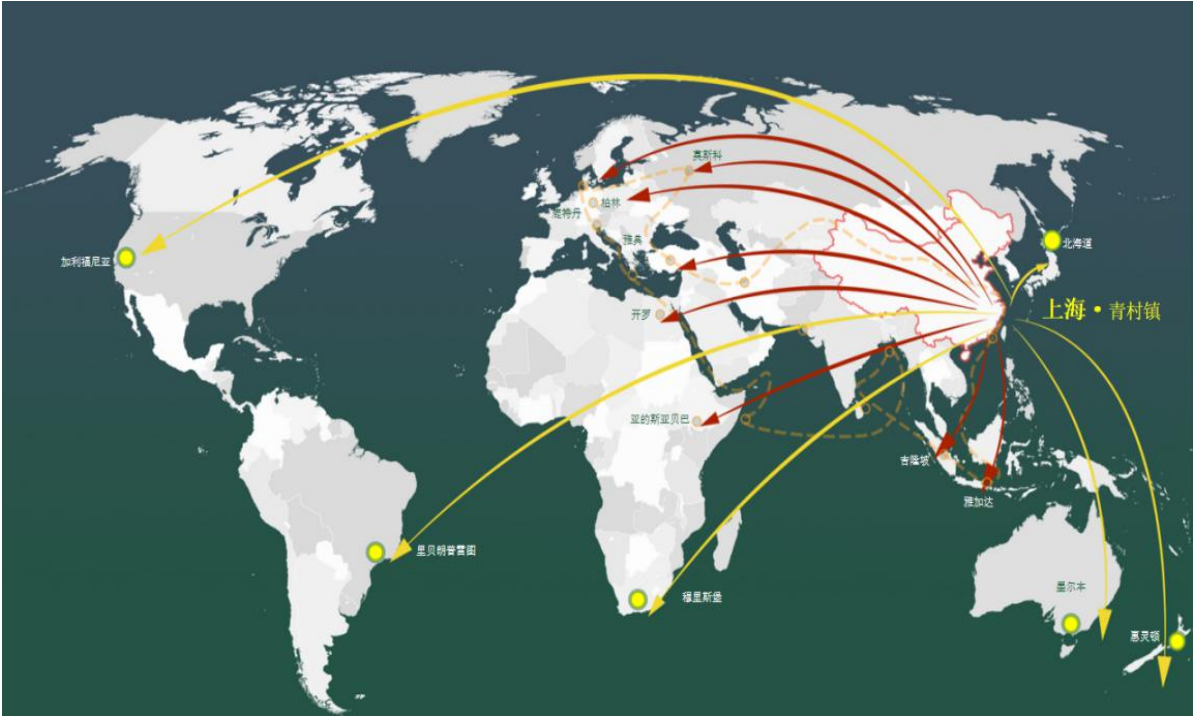 莫斯科
柏林
鹿特丹
雅典
北海道
加利福尼亚
上海·青村镇
开罗
亚的斯亚贝巴
吉隆坡
雅加达
里贝朗普雷图
穆里斯堡
墨尔本
惠灵顿